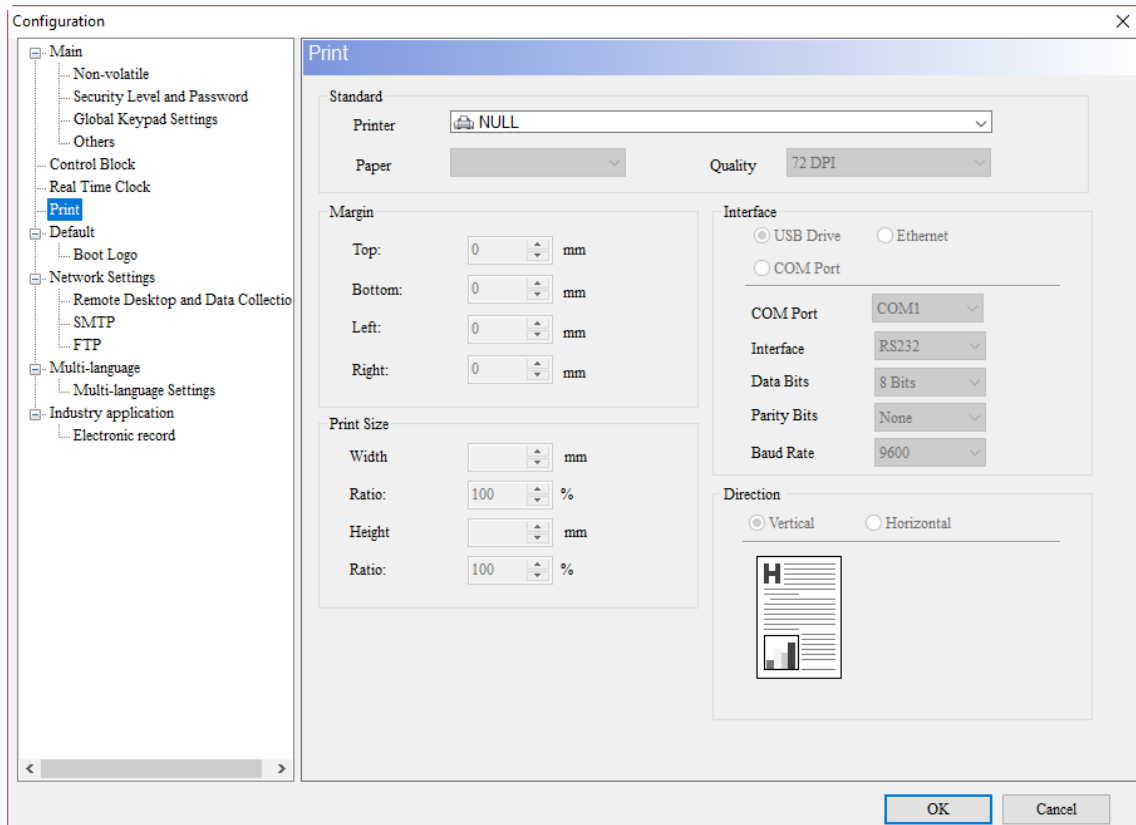 Configuration
Main
Non-volatile
Security Level and Password
Global Keypad Settings
Others
Control Block
Real Time Clock
Print
Default
Boot Logo
Network Settings
Remote Desktop and Data Collectio
SMTP
FTP
Multi-language
Multi-language Settings
Industry application
Electronic record
Print
Standard
Printer NULL
Paper Quality 72 DPI
Margin
Top: 0 mm
Bottom: 0 mm
Left: 0 mm
Right: 0 mm
Print Size
Width mm
Ratio: 100 %
Height mm
Ratio: 100 %
Interface
USB Drive Ethernet
COM Port
COM Port COM1
Interface RS232
Data Bits 8 Bits
Parity Bits None
Baud Rate 9600
Direction
Vertical Horizontal
H
OK Cancel